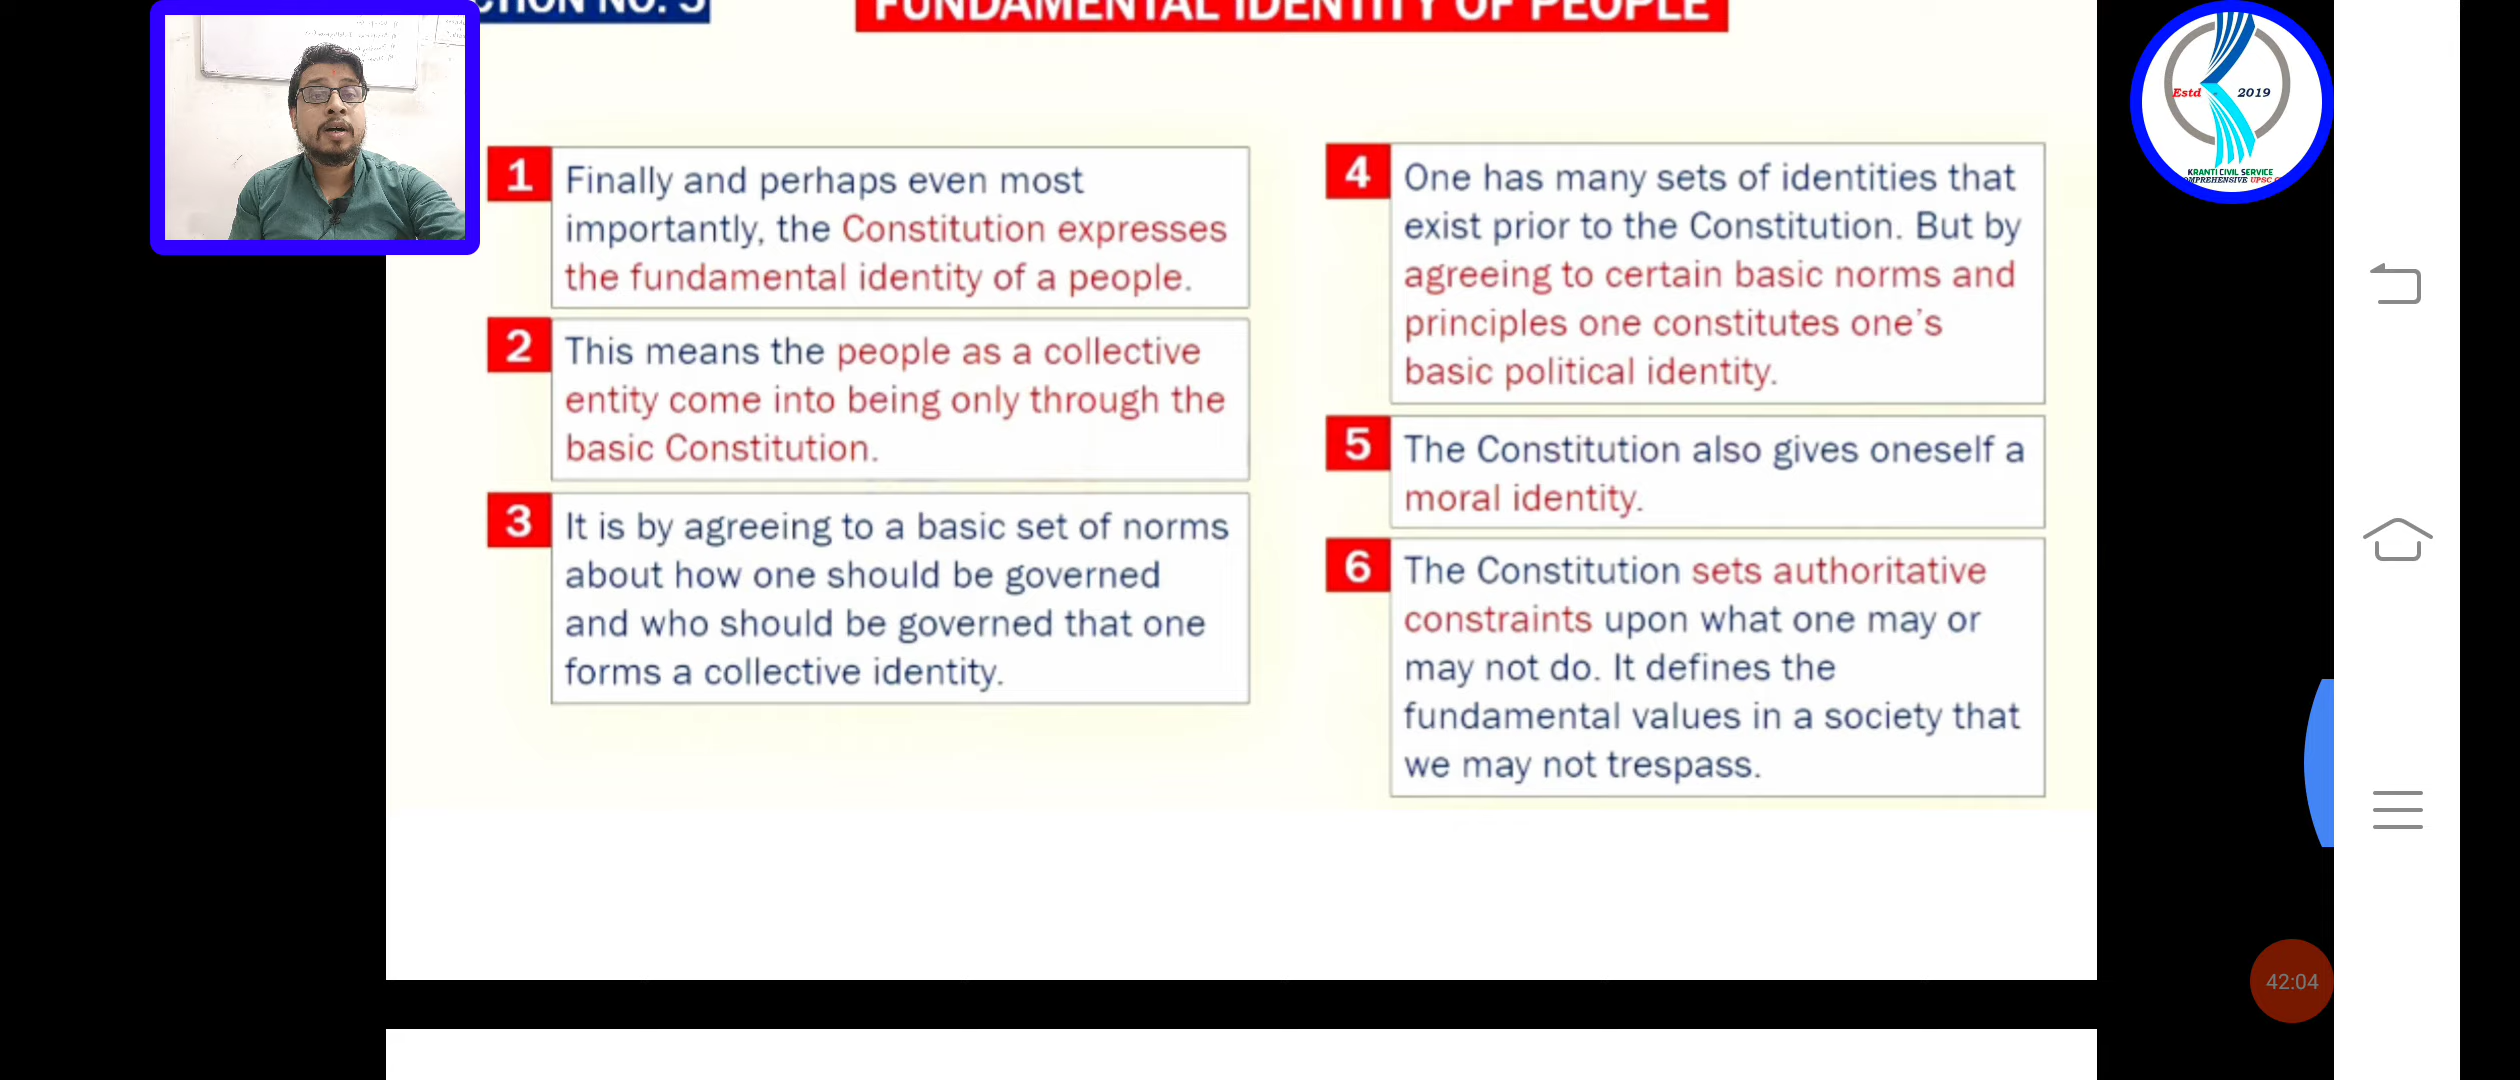 CTION NO. 5
FUNDAMENTAL IDENTITY OF PEOPLE
Estd - 2019
KRANTI CIVIL SERVICE
1
Finally and perhaps even most
importantly, the Constitution expresses
the fundamental identity of a people.
2
This means the people as a collective
entity come into being only through the
basic Constitution.
3
It is by agreeing to a basic set of norms
about how one should be governed
and who should be governed that one
forms a collective identity.
4
One has many sets of identities that
exist prior to the Constitution. But by
agreeing to certain basic norms and
principles one constitutes one’s
basic political identity.
5
The Constitution also gives oneself a
moral identity.
6
The Constitution sets authoritative
constraints upon what one may or
may not do. It defines the
fundamental values in a society that
we may not trespass.
42:04